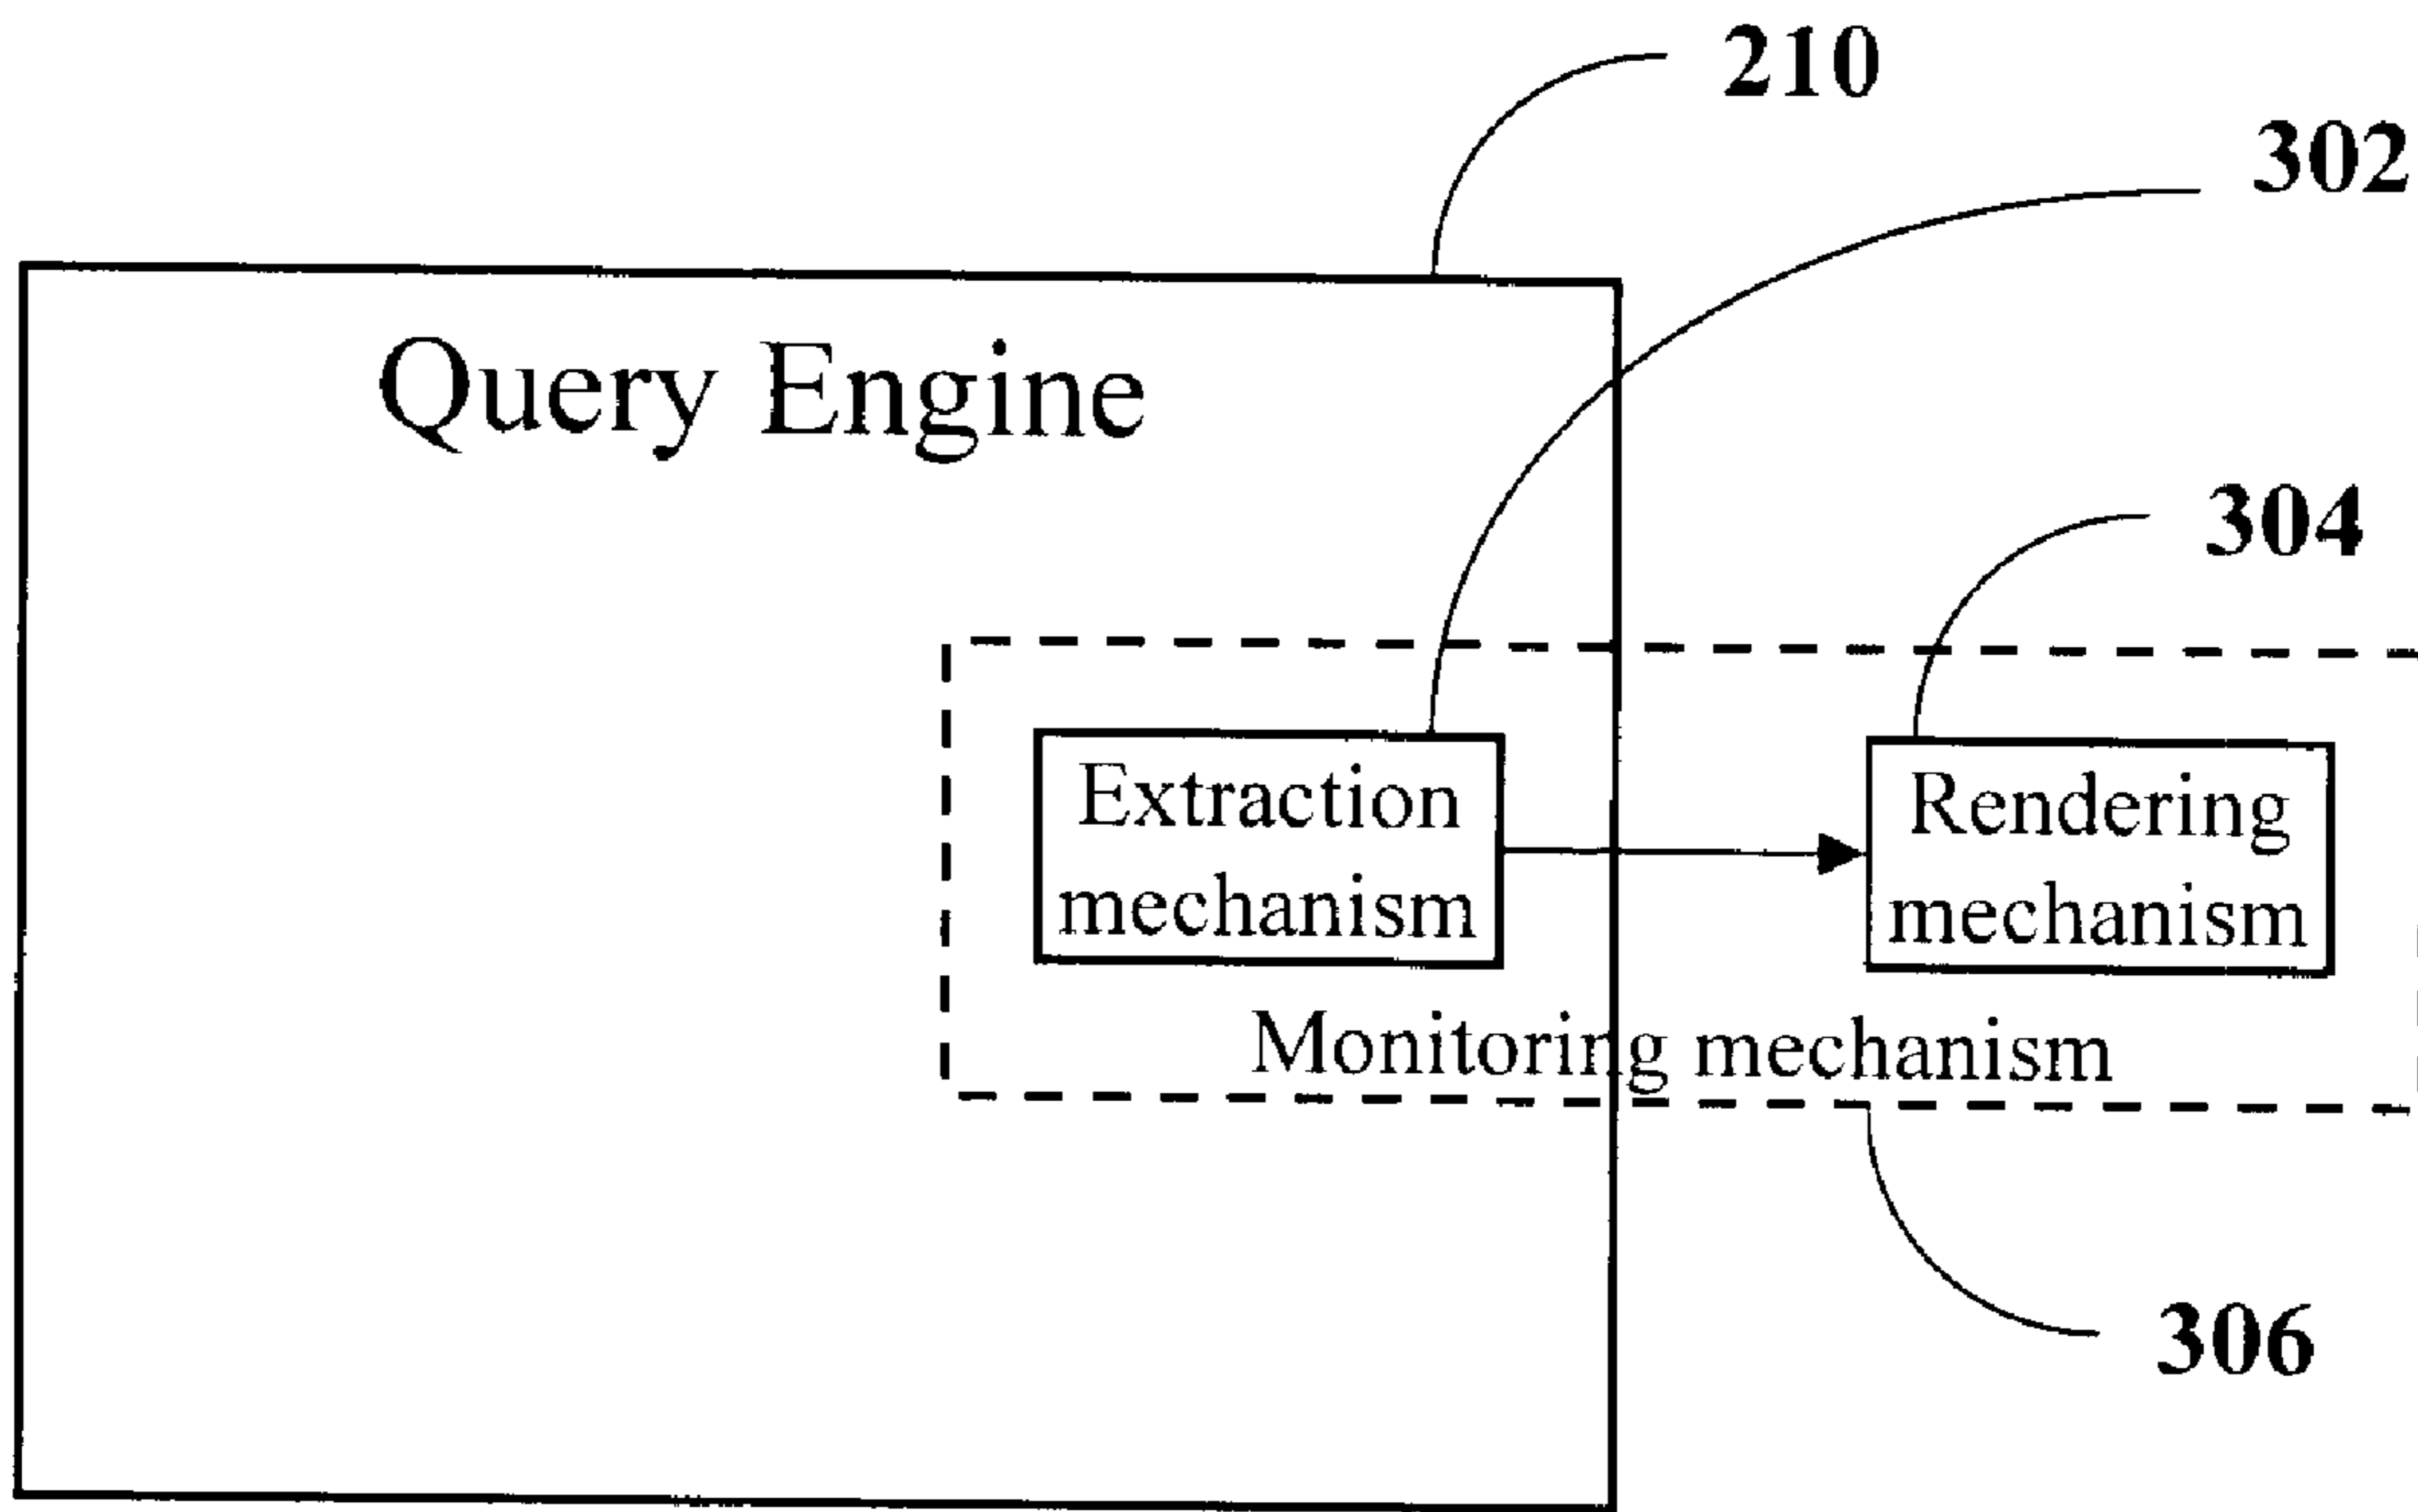 210
302
Query Engine
304
Extraction
mechanism
Rendering
mechanism
Monitoring mechanism
306